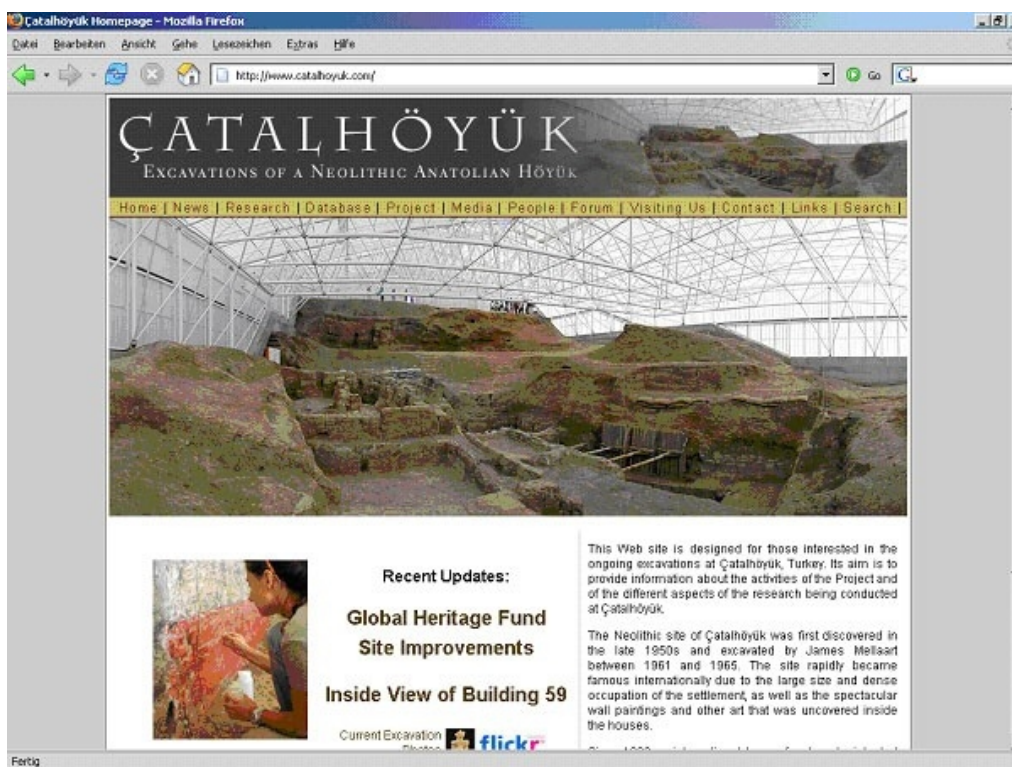 Çatalhöyük Homepage - Mozilla Firefox
Datei Bearbeiten Ansicht Gehe Lesezeichen Extras Hilfe
http://www.catalhoyuk.com/ Go
ÇATALHÖYÜK
EXCAVATIONS OF A NEOLITHIC ANATOLIAN HÖYÜK
Home | News | Research | Database | Project | Media | People | Forum | Visiting Us | Contact | Links | Search |
Recent Updates:
Global Heritage Fund
Site Improvements
Inside View of Building 59
Current Excavation
Photos flickr
This Web site is designed for those interested in the
ongoing excavations at Çatalhöyük, Turkey. Its aim is to
provide information about the activities of the Project and
of the different aspects of the research being conducted
at Çatalhöyük.
The Neolithic site of Çatalhöyük was first discovered in
the late 1950s and excavated by James Mellaart
between 1961 and 1965. The site rapidly became
famous internationally due to the large size and dense
occupation of the settlement, as well as the spectacular
wall paintings and other art that was uncovered inside
the houses.
Fertig